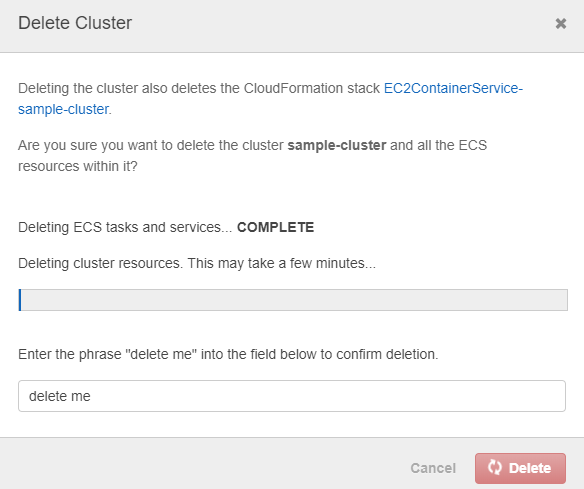 Delete Cluster
Deleting the cluster also deletes the CloudFormation stack EC2ContainerService-
sample-cluster.
Are you sure you want to delete the cluster sample-cluster and all the ECS
resources within it?
Deleting ECS tasks and services... COMPLETE
Deleting cluster resources. This may take a few minutes...
Enter the phrase "delete me" into the field below to confirm deletion.
delete me
Cancel Delete